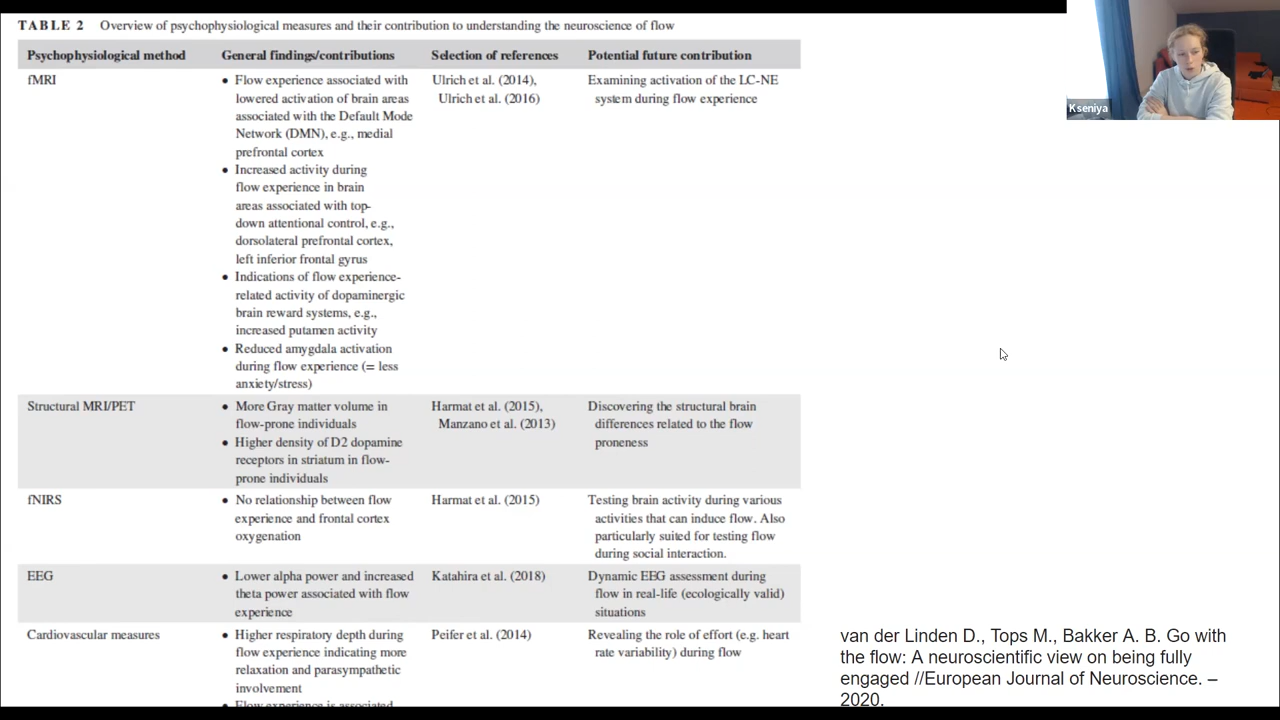 TABLE 2 Overview of psychophysiological measures and their contribution to understanding the neuroscience of flow
Psychophysiological method General findings/contributions Selection of references Potential future contribution
fMRI
• Flow experience associated with
lowered activation of brain areas
associated with the Default Mode
Network (DMN), e.g., medial
prefrontal cortex
• Increased activity during
flow experience in brain
areas associated with top-
down attentional control, e.g.,
dorsolateral prefrontal cortex,
left inferior frontal gyrus
• Indications of flow experience-
related activity of dopaminergic
brain reward systems, e.g.,
increased putamen activity
• Reduced amygdala activation
during flow experience (= less
anxiety/stress)
Ulrich et al. (2014),
Ulrich et al. (2016)
Examining activation of the LC-NE
system during flow experience
Structural MRI/PET
• More Gray matter volume in
flow-prone individuals
• Higher density of D2 dopamine
receptors in striatum in flow-
prone individuals
Harmat et al. (2015),
Manzano et al. (2013)
Discovering the structural brain
differences related to the flow
proneness
fNIRS
• No relationship between flow
experience and frontal cortex
oxygenation
Harmat et al. (2015)
Testing brain activity during various
activities that can induce flow. Also
particularly suited for testing flow
during social interaction.
EEG
• Lower alpha power and increased
theta power associated with flow
experience
Katahira et al. (2018)
Dynamic EEG assessment during
flow in real-life (ecologically valid)
situations
Cardiovascular measures
• Higher respiratory depth during
flow experience indicating more
relaxation and parasympathetic
involvement
• Flow experience is associated
Peifer et al. (2014)
Revealing the role of effort (e.g. heart
rate variability) during flow
Kseniya
van der Linden D., Tops M., Bakker A. B. Go with
the flow: A neuroscientific view on being fully
engaged //European Journal of Neuroscience. –
2020.